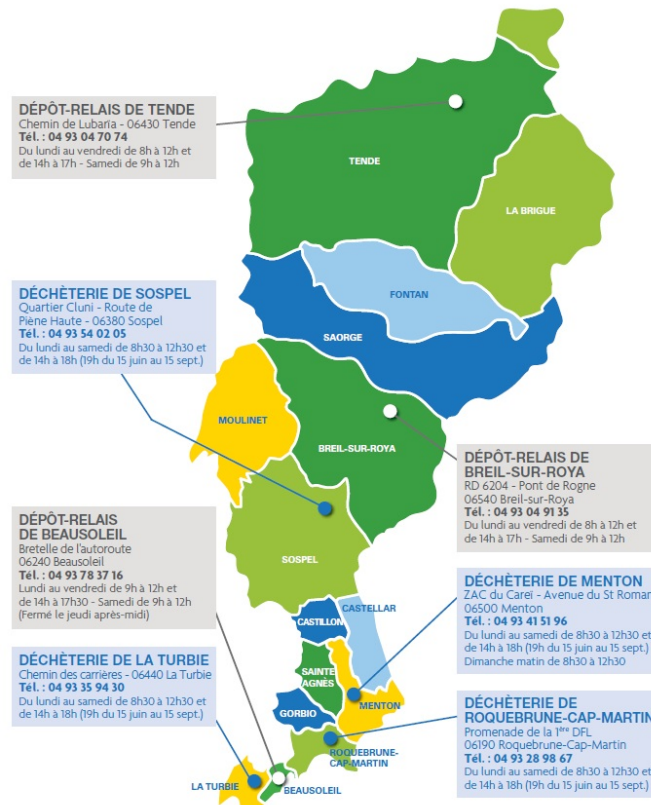 DÉPÔT-RELAIS DE TENDE
Chemin de Lubaria - 06430 Tende
Tél. : 04 93 04 70 74
Du lundi au vendredi de 8h à 12h et
de 14h à 17h - Samedi de 9h à 12h
TENDE
LA BRIGUE
FONTAN
SAORGE
DÉCHÈTERIE DE SOSPEL
Quartier Cluni - Route de
Piène Haute - 06380 Sospel
Tél. : 04 93 54 02 05
Du lundi au samedi de 8h30 à 12h30 et
de 14h à 18h (19h du 15 juin au 15 sept.)
MOULINET
BREIL-SUR-ROYA
DÉPÔT-RELAIS DE
BREIL-SUR-ROYA
RD 6204 - Pont de Rogne
06540 Breil-sur-Roya
Tél. : 04 93 04 91 35
Du lundi au vendredi de 8h à 12h et
de 14h à 17h - Samedi de 9h à 12h
DÉPÔT-RELAIS
DE BEAUSOLEIL
Bretelle de l'autoroute
06240 Beausoleil
Tél. : 04 93 78 37 16
Lundi au vendredi de 9h à 12h et
de 14h à 17h30 - Samedi de 9h à 12h
(Fermé le jeudi après-midi)
SOSPEL
CASTELLAR
CASTILLON
DÉCHÈTERIE DE MENTON
ZAC du Careï - Avenue du St Roman
06500 Menton
Tél. : 04 93 41 51 96
Du lundi au samedi de 8h30 à 12h30 et
de 14h à 18h (19h du 15 juin au 15 sept.)
Dimanche matin de 8h30 à 12h30
DÉCHÈTERIE DE LA TURBIE
Chemin des carrières - 06440 La Turbie
Tél. : 04 93 35 94 30
Du lundi au samedi de 8h30 à 12h30 et
de 14h à 18h (19h du 15 juin au 15 sept.)
SAINTE
AGNÈS
MENTON
GORBIO
DÉCHÈTERIE DE
ROQUEBRUNE-CAP-MARTIN
Promenade de la 1ère DFL
06190 Roquebrune-Cap-Martin
Tél. : 04 93 28 98 67
Du lundi au samedi de 8h30 à 12h30 et
de 14h à 18h (19h du 15 juin au 15 sept.)
ROQUEBRUNE-
CAP-MARTIN
LA TURBIE
BEAUSOLEIL